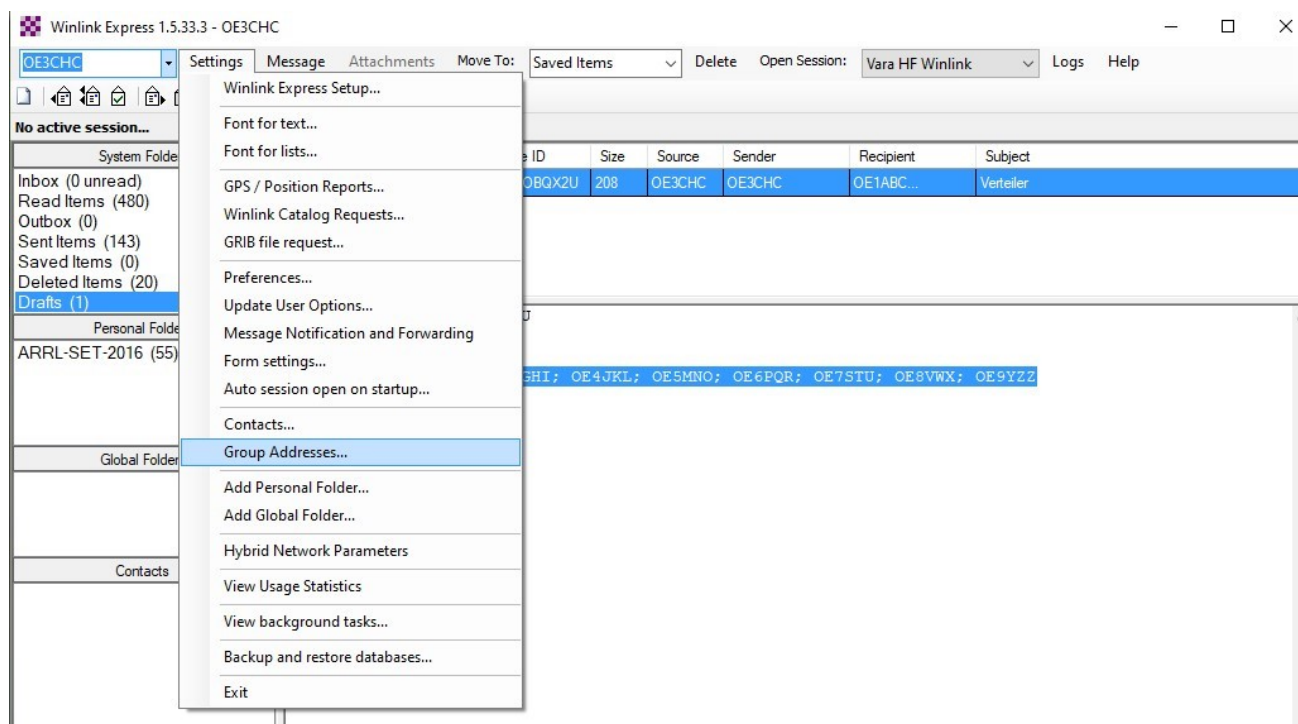 Winlink Express 1.5.33.3 - OE3CHC
OE3CHC Settings Message Attachments Move To: Saved Items Delete Open Session: Vara HF Winlink Logs Help
No active session...
System Folde
Inbox (0 unread)
Read Items (480)
Outbox (0)
Sent Items (143)
Saved Items (0)
Deleted Items (20)
Drafts (1)
Personal Folde
ARRL-SET-2016 (55)
Global Folder
Contacts
Winlink Express Setup...
Font for text...
Font for lists...
GPS / Position Reports...
Winlink Catalog Requests...
GRIB file request...
Preferences...
Update User Options...
Message Notification and Forwarding
Form settings...
Auto session open on startup...
Contacts...
Group Addresses...
Add Personal Folder...
Add Global Folder...
Hybrid Network Parameters
View Usage Statistics
View background tasks...
Backup and restore databases...
Exit
ID Size Source Sender Recipient Subject
OBQX2U 208 OE3CHC OE3CHC OE1ABC... Verteiler
U
GHI; OE4JKL; OE5MNO; OE6PQR; OE7STU; OE8VWX; OE9YZZ